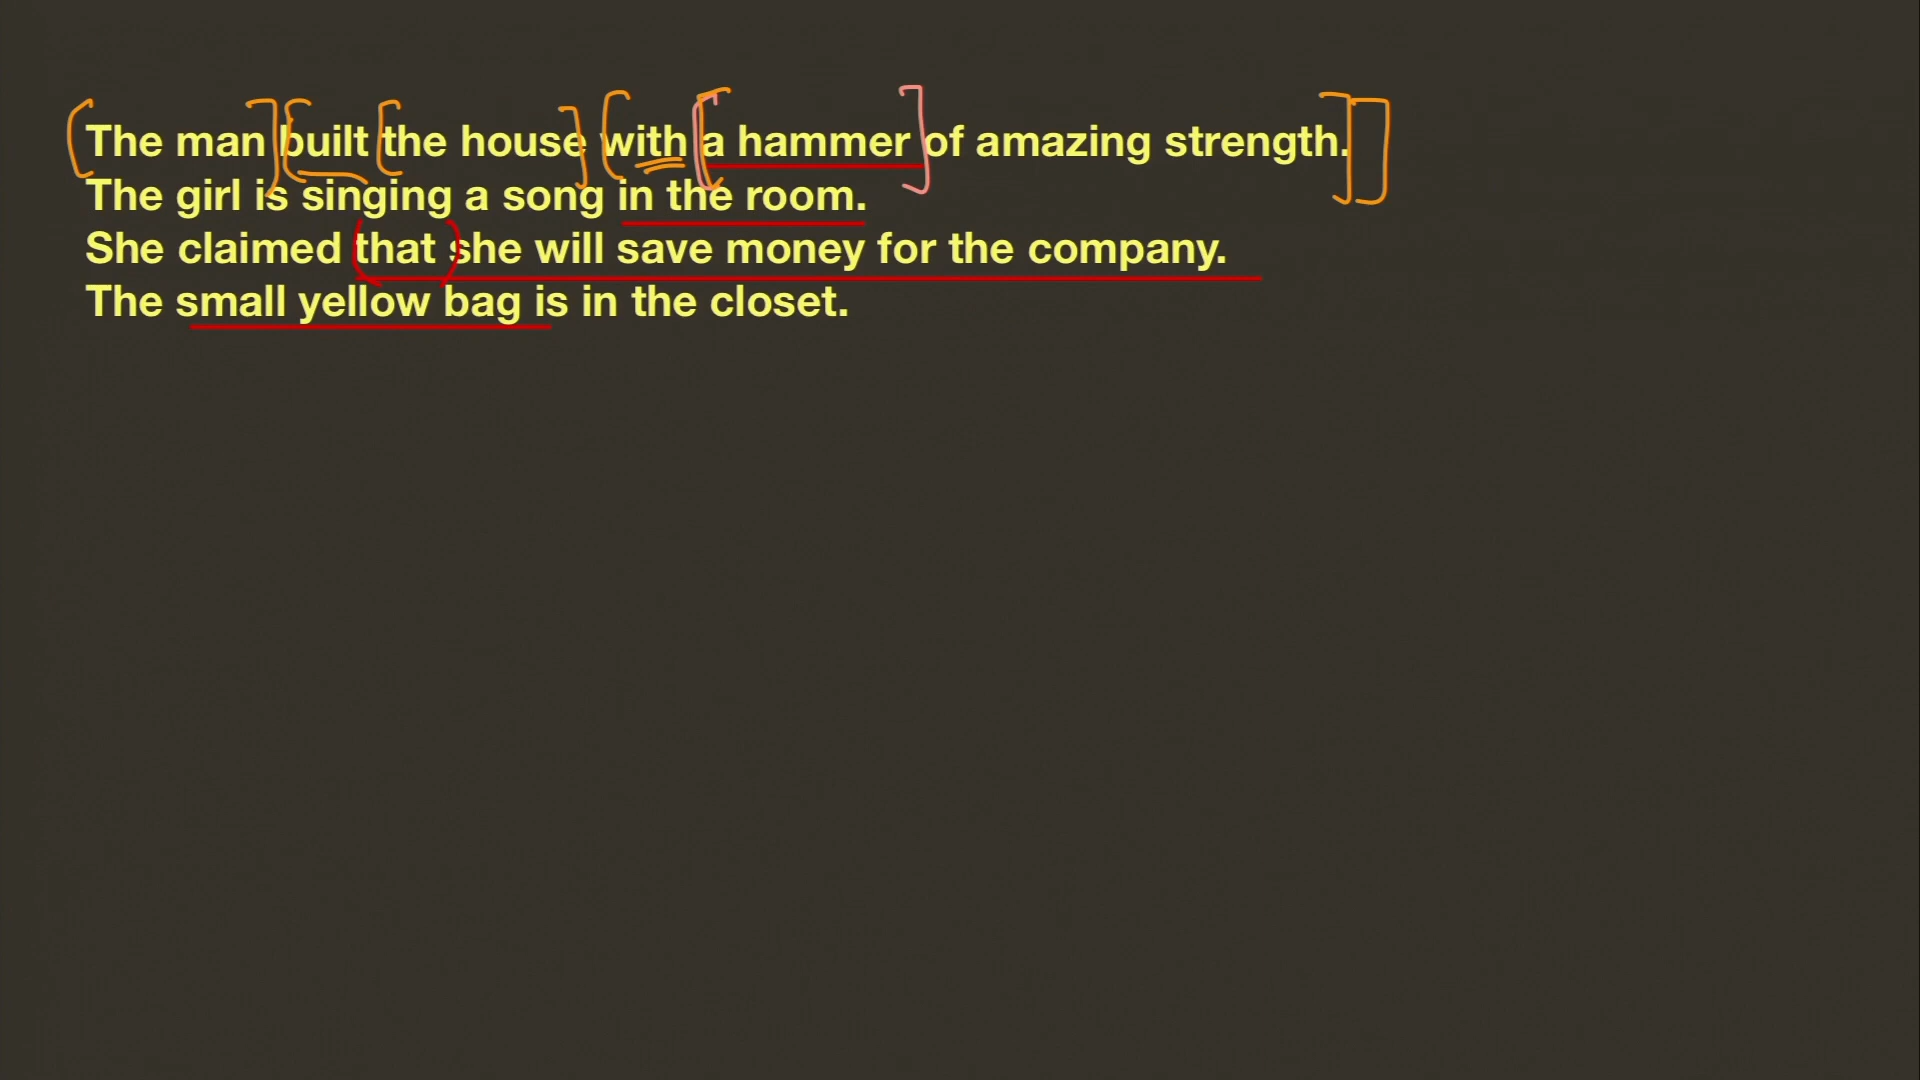 The man built the house with a hammer of amazing strength.
The girl is singing a song in the room.
She claimed that she will save money for the company.
The small yellow bag is in the closet.